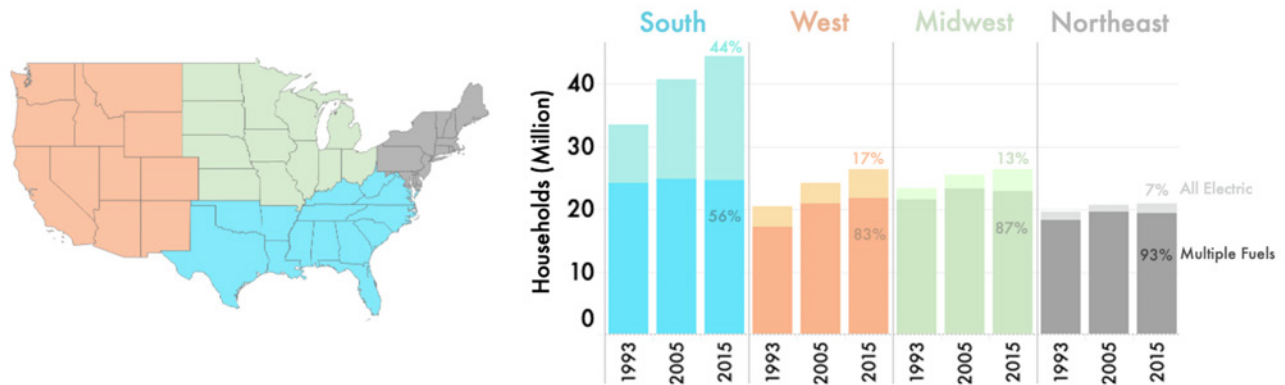 South West Midwest Northeast
44%
40
30
20
10
0
Households (Million)
17%
13%
7% All Electric
56%
83%
87%
93% Multiple Fuels
1993 2005 2015 1993 2005 2015 1993 2005 2015 1993 2005 2015